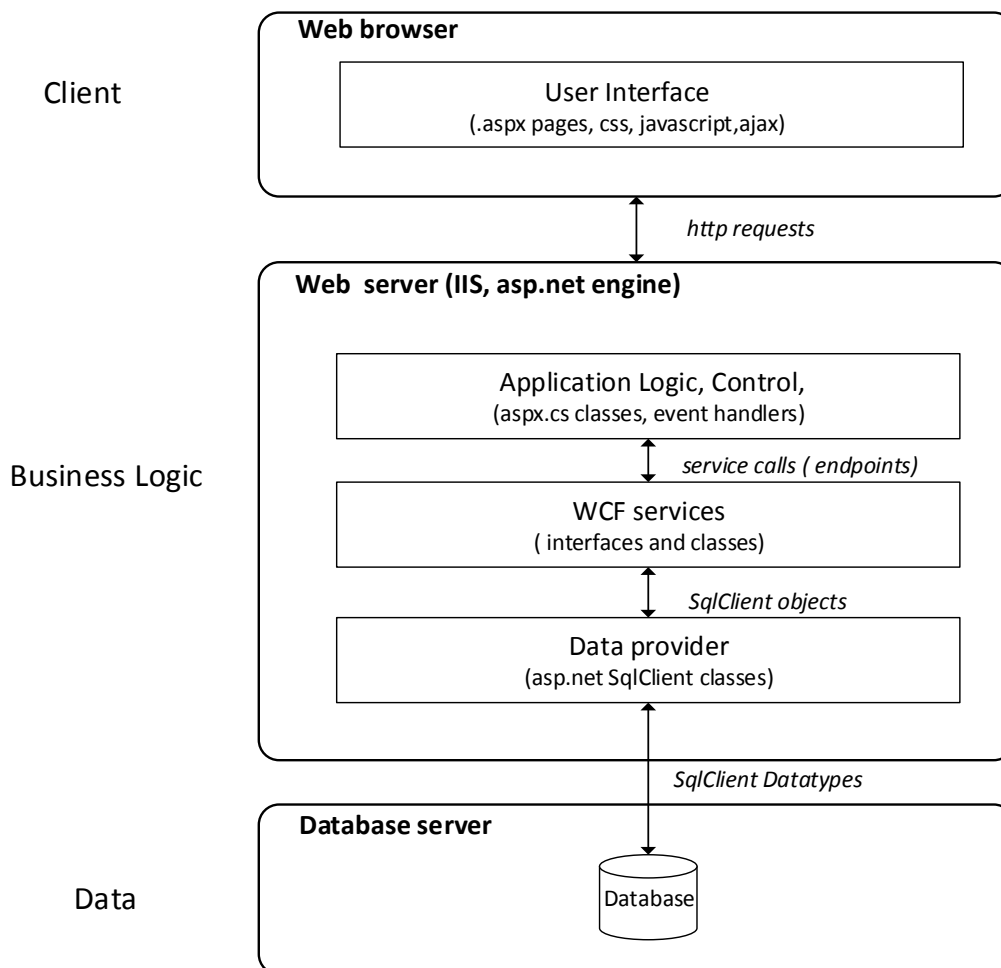 Web browser
Client
User Interface
(.aspx pages, css, javascript,ajax)
http requests
Web server (IIS, asp.net engine)
Application Logic, Control,
(aspx.cs classes, event handlers)
service calls ( endpoints)
Business Logic
WCF services
( interfaces and classes)
SqlClient objects
Data provider
(asp.net SqlClient classes)
SqlClient Datatypes
Database server
Data
Database